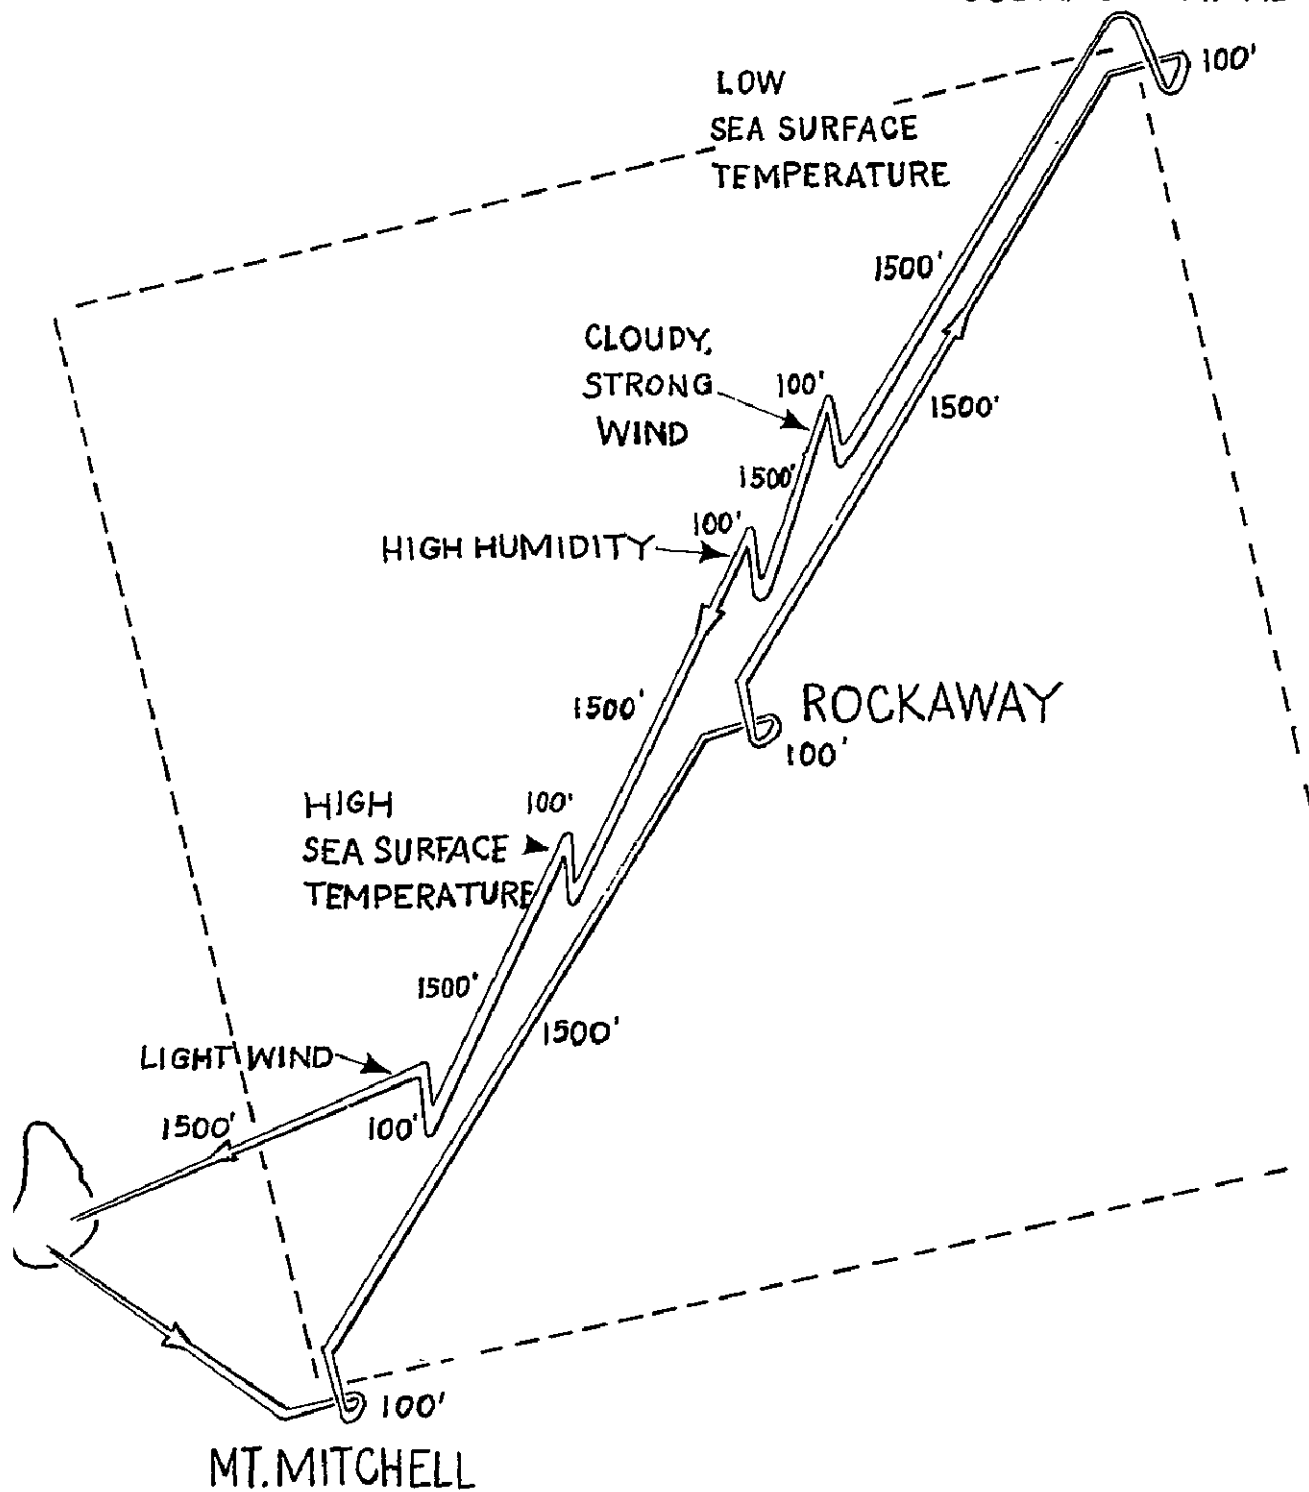 100'
LOW
SEA SURFACE
TEMPERATURE
1500'
CLOUDY,
STRONG
WIND
100'
1500'
1500'
100'
HIGH HUMIDITY
1500'
ROCKAWAY
100'
HIGH
SEA SURFACE
TEMPERATURE
100'
1500'
1500'
LIGHT WIND
1500'
100'
100'
MT. MITCHELL